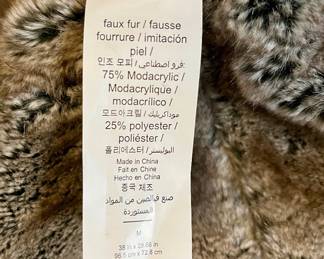 faux fur / fausse
fourrure / imitación
piel /
فرو اصطناعي/
인조 모피 /
75% Modacrylic /
Modacrylique /
modacrílico /
موداكريليك/
모드아크릴 /
25% polyester /
poliéster /
البوليستر/
폴리에스터 /
Made in China
Fait en Chine
Hecho en China
중국 제조
صنع في الصين من المواد
المستوردة
M
38 in x 28.66 in
96.5 cm x 72.8 cm